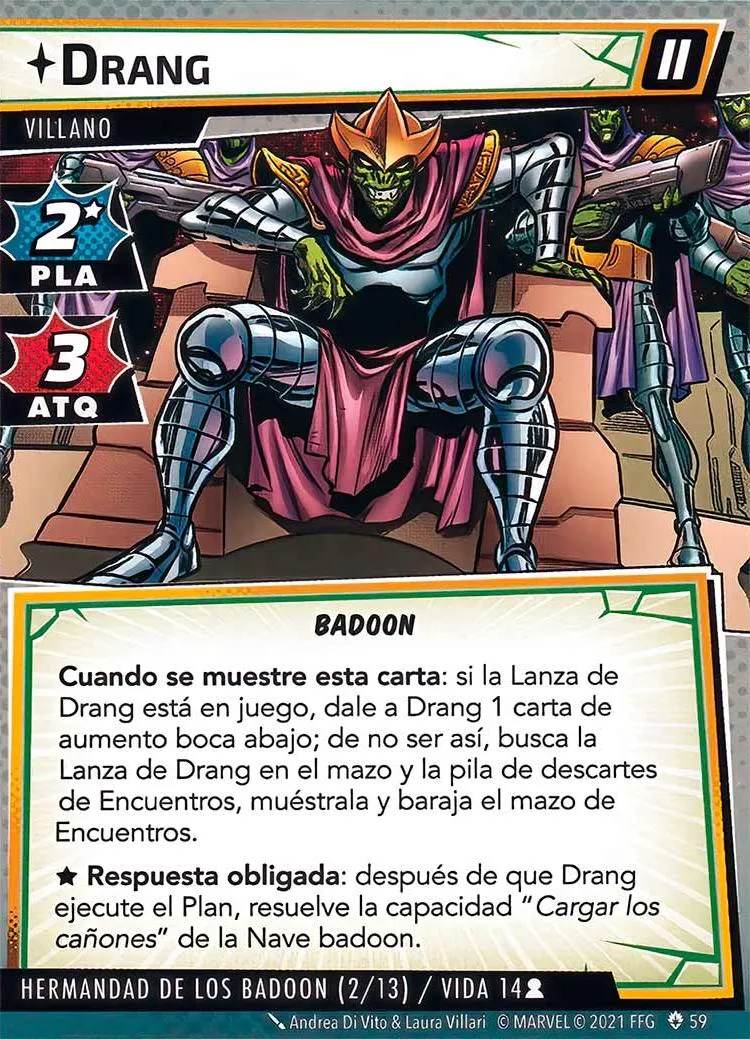 DRANG
II
VILLANO
2
PLA
3
ATQ
BADOON
Cuando se muestre esta carta: si la Lanza de
Drang está en juego, dale a Drang 1 carta de
aumento boca abajo; de no ser así, busca la
Lanza de Drang en el mazo y la pila de descartes
de Encuentros, muéstrala y baraja el mazo de
Encuentros.
★ Respuesta obligada: después de que Drang
ejecute el Plan, resuelve la capacidad "Cargar los
cañones" de la Nave badoon.
HERMANDAD DE LOS BADOON (2/13) / VIDA 14
Andrea Di Vito & Laura Villari © MARVEL © 2021 FFG 59